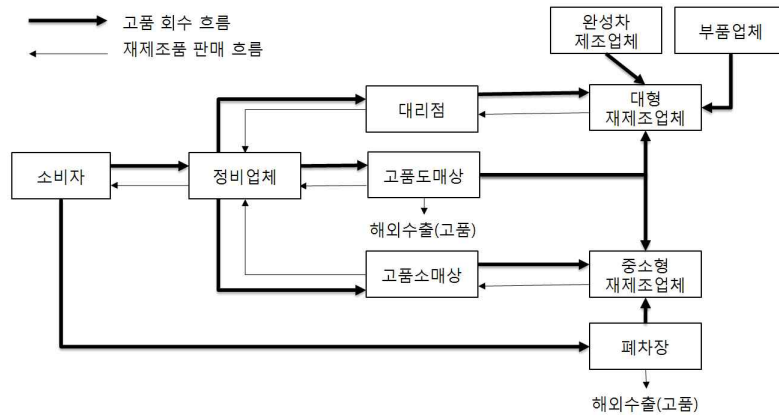 고품 회수 흐름
재제조품 판매 흐름
완성차
제조업체
부품업체
대리점
대형
재제조업체
소비자
정비업체
고품도매상
해외수출(고품)
고품소매상
중소형
재제조업체
폐차장
해외수출(고품)